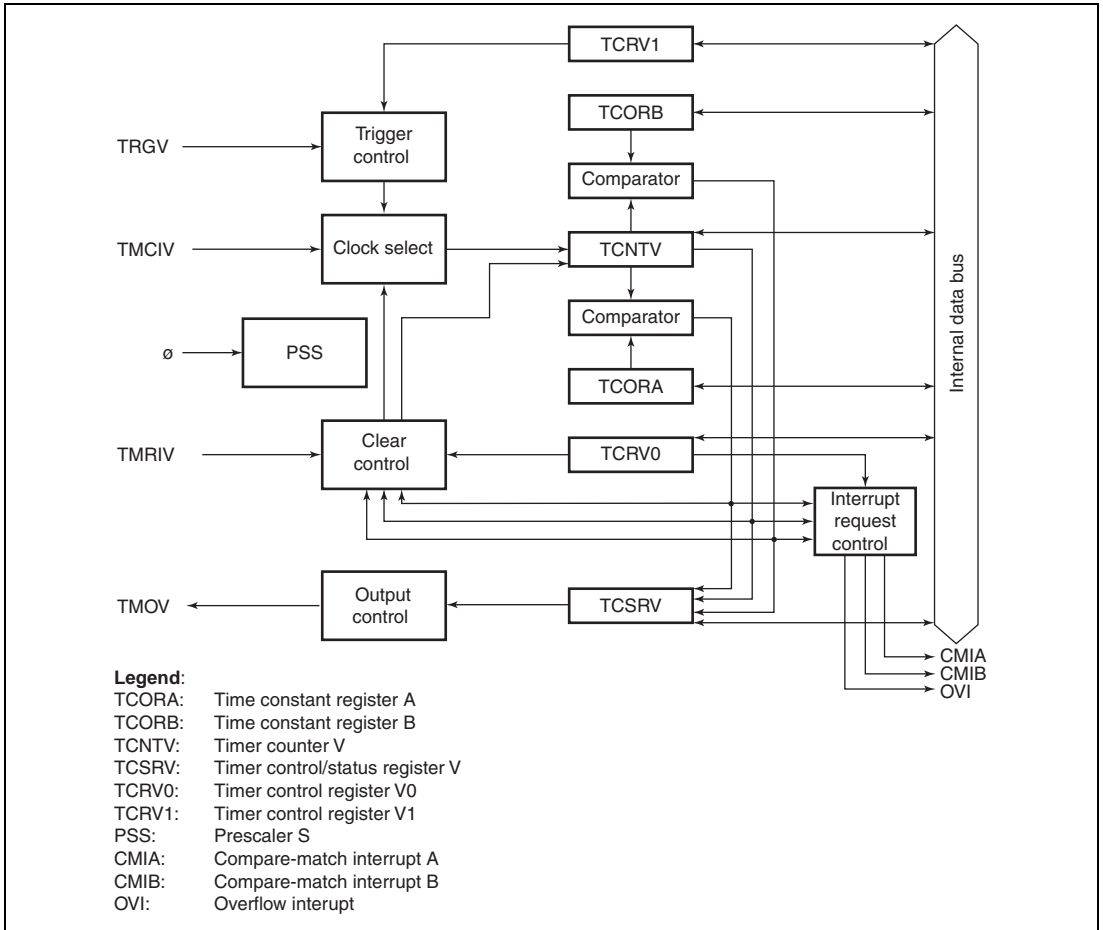 TCRV1
TCORB
Trigger
control
TRGV
Comparator
TMCIV
Clock select
TCNTV
Internal data bus
Comparator
ø
PSS
TCORA
TMRIV
Clear
control
TCRV0
Interrupt
request
control
TMOV
Output
control
TCSRV
CMIA
CMIB
OVI
Legend:
TCORA: Time constant register A
TCORB: Time constant register B
TCNTV: Timer counter V
TCSRV: Timer control/status register V
TCRV0: Timer control register V0
TCRV1: Timer control register V1
PSS: Prescaler S
CMIA: Compare-match interrupt A
CMIB: Compare-match interrupt B
OVI: Overflow interupt